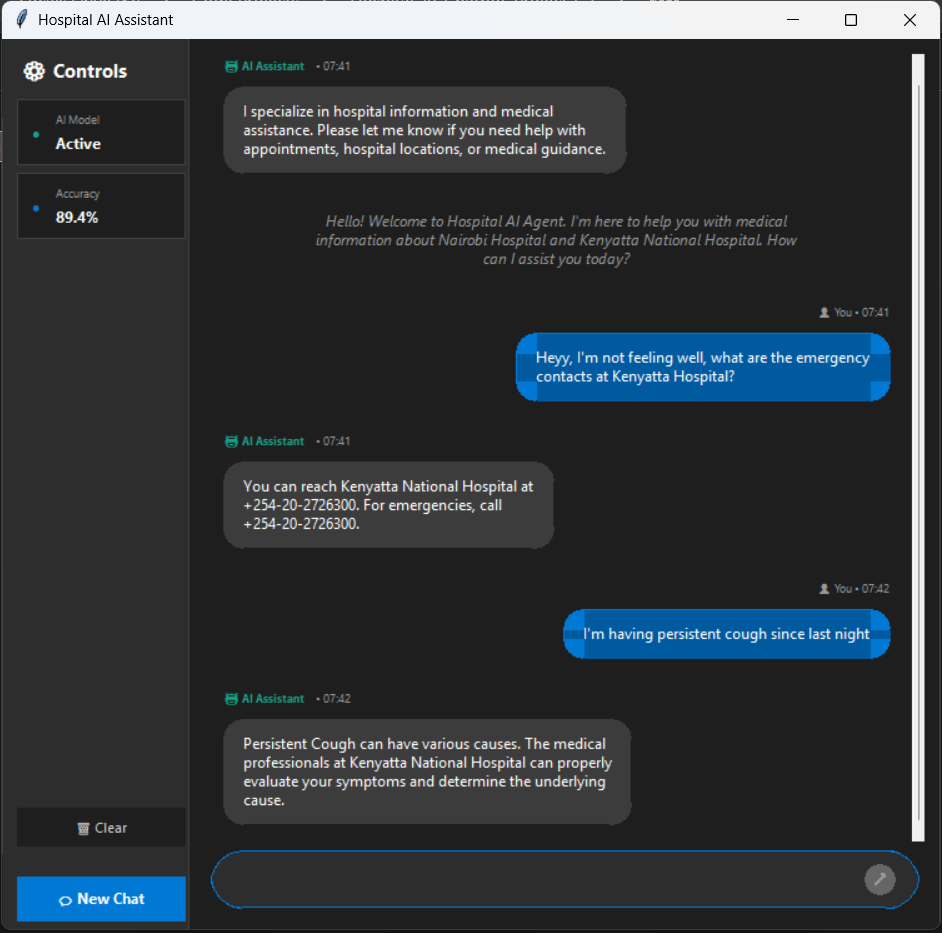 Hospital AI Assistant
Controls
AI Model
Active
Accuracy
89.4%
AI Assistant • 07:41
I specialize in hospital information and medical
assistance. Please let me know if you need help with
appointments, hospital locations, or medical guidance.
Hello! Welcome to Hospital AI Agent. I'm here to help you with medical
information about Nairobi Hospital and Kenyatta National Hospital. How
can I assist you today?
You • 07:41
Heyy, I'm not feeling well, what are the emergency
contacts at Kenyatta Hospital?
AI Assistant • 07:41
You can reach Kenyatta National Hospital at
+254-20-2726300. For emergencies, call
+254-20-2726300.
You • 07:42
I'm having persistent cough since last night
AI Assistant • 07:42
Persistent Cough can have various causes. The medical
professionals at Kenyatta National Hospital can properly
evaluate your symptoms and determine the underlying
cause.
Clear
New Chat